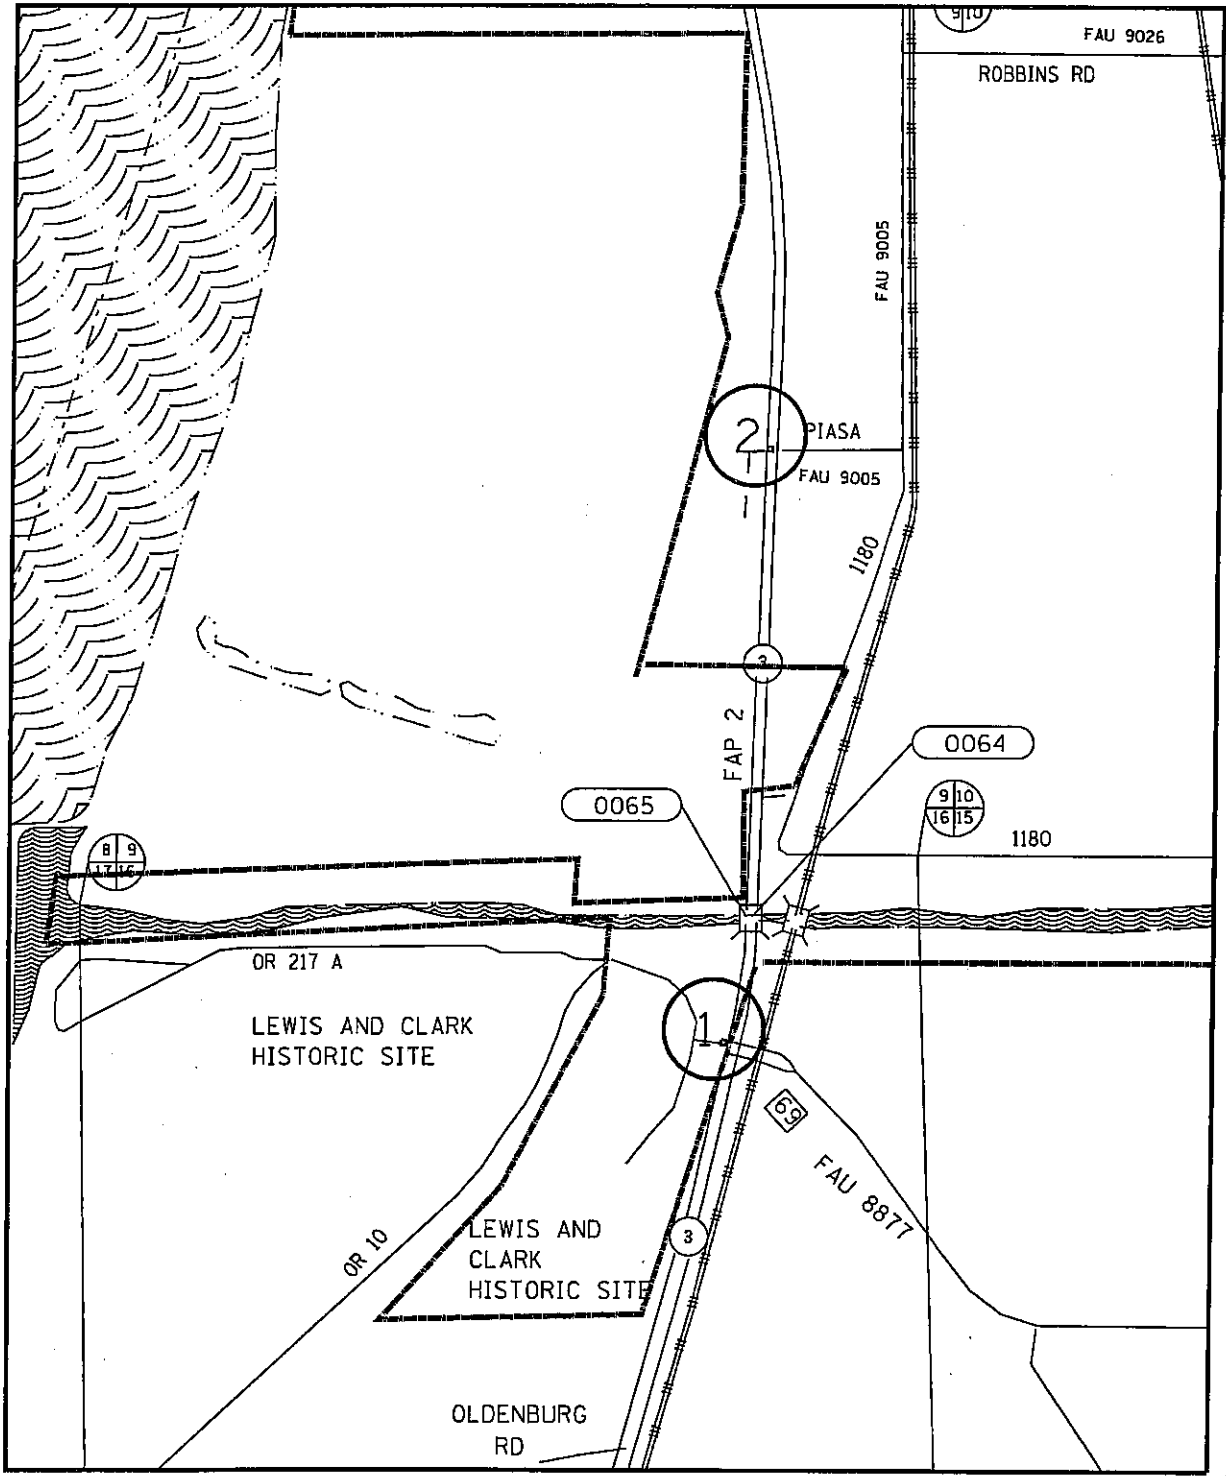 9 10
FAU 9026
ROBBINS RD
FAU 9005
2
PIASA
FAU 9005
1180
3
FAP 2
0064
0065
9 10
16 15
1180
8 9
17 16
OR 217 A
LEWIS AND CLARK
HISTORIC SITE
1
69
FAU 8877
LEWIS AND
CLARK
HISTORIC SITE
3
OR 10
OLDENBURG
RD